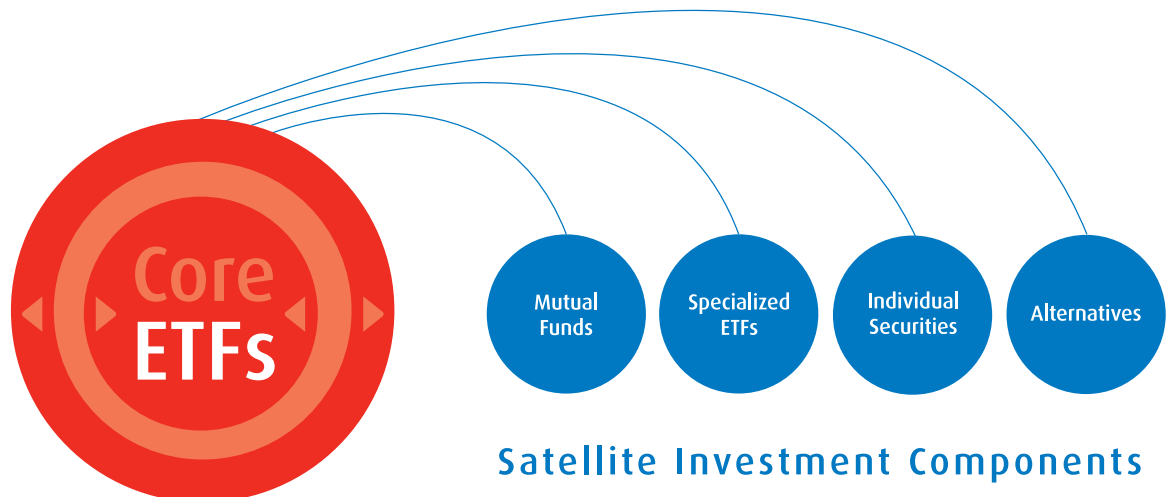 Core
ETFs
Mutual
Funds
Specialized
ETFs
Individual
Securities
Alternatives
Satellite Investment Components